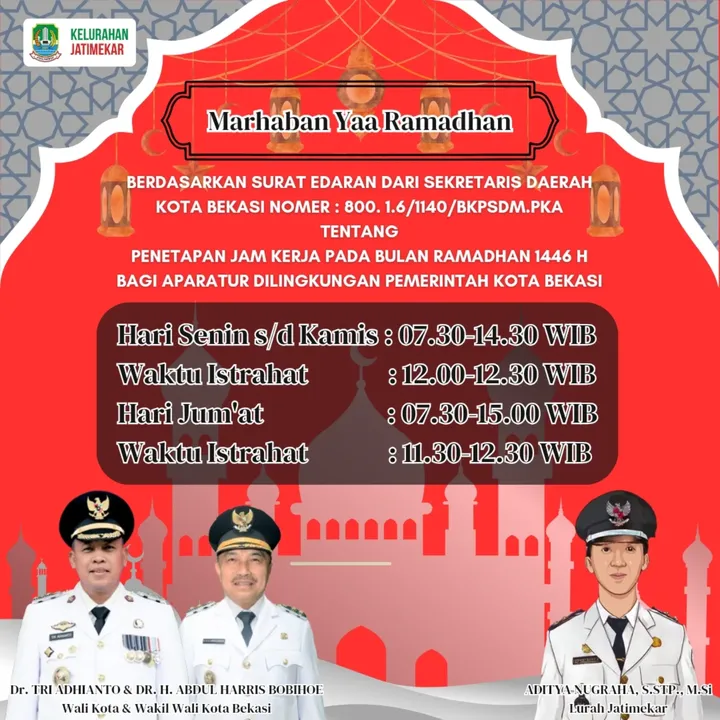 KELURAHAN
JATIMEKAR
Marhaban Yaa Ramadhan
BERDASARKAN SURAT EDARAN DARI SEKRETARIS DAERAH
KOTA BEKASI NOMER : 800. 1.6/1140/BKPSDM.PKA
TENTANG
PENETAPAN JAM KERJA PADA BULAN RAMADHAN 1446 H
BAGI APARATUR DILINGKUNGAN PEMERINTAH KOTA BEKASI
Hari Senin s/d Kamis : 07.30-14.30 WIB
Waktu Istrahat : 12.00-12.30 WIB
Hari Jum'at : 07.30-15.00 WIB
Waktu Istrahat : 11.30-12.30 WIB
Dr. TRI ADHIANTO & DR. H. ABDUL HARRIS BOBIHOE
Wali Kota & Wakil Wali Kota Bekasi
ADITYA NUGRAHA, S.STP., M.Si
Lurah Jatimekar